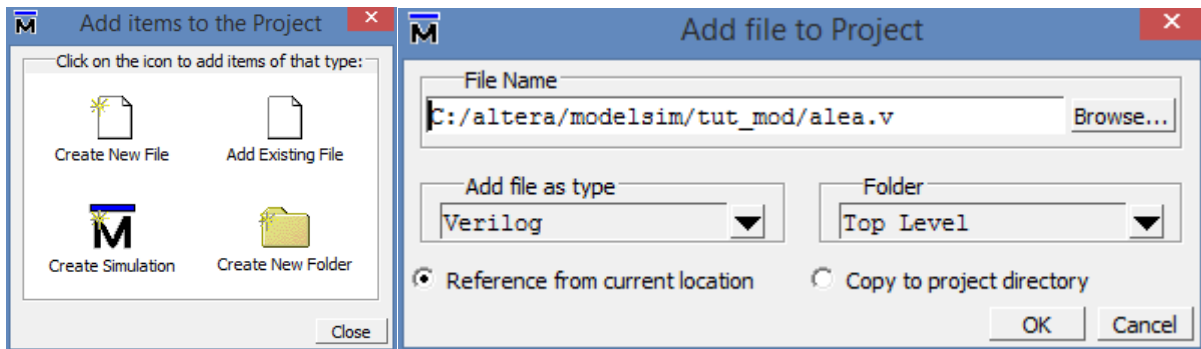 Add items to the Project
Click on the icon to add items of that type:
Create New File
Add Existing File
Create Simulation
Create New Folder
Close
Add file to Project
File Name
C:/altera/modelsim/tut_mod/alea.v
Browse...
Add file as type
Verilog
Folder
Top Level
Reference from current location
Copy to project directory
OK
Cancel